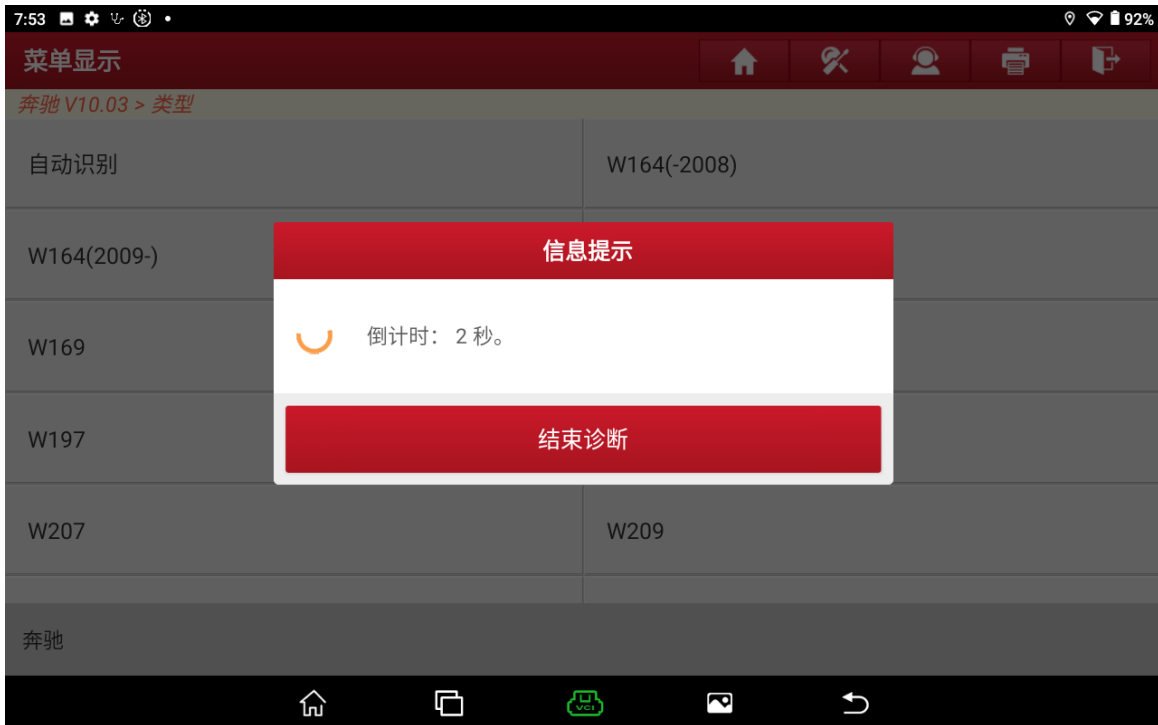 7:53
92%
菜单显示
奔驰 V10.03 > 类型
自动识别
W164(-2008)
W164(2009-)
信息提示
倒计时： 2 秒。
W169
结束诊断
W197
W207
W209
奔驰
VCI